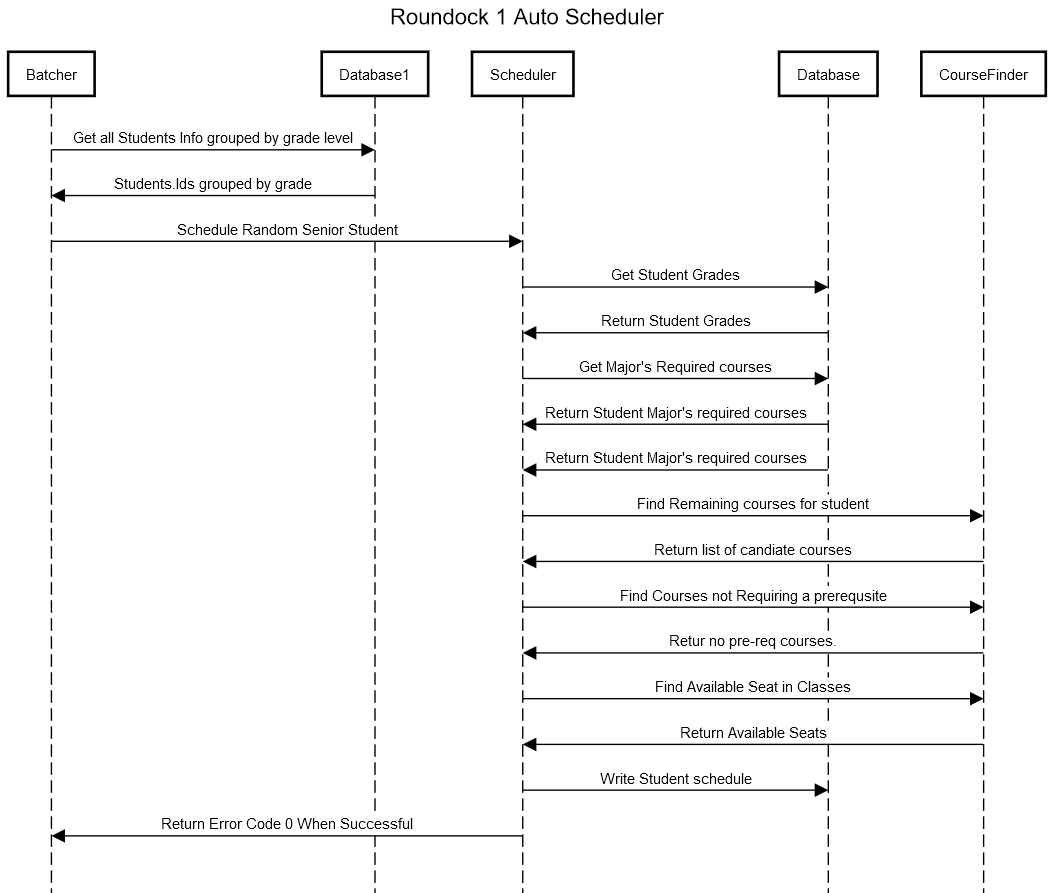 Roundock 1 Auto Scheduler
Batcher
Database1
Scheduler
Database
CourseFinder
Get all Students Info grouped by grade level
Students.Ids grouped by grade
Schedule Random Senior Student
Get Student Grades
Return Student Grades
Get Major's Required courses
Return Student Major's required courses
Return Student Major's required courses
Find Remaining courses for student
Return list of candiate courses
Find Courses not Requiring a prerequsite
Retur no pre-req courses.
Find Available Seat in Classes
Return Available Seats
Write Student schedule
Return Error Code 0 When Successful